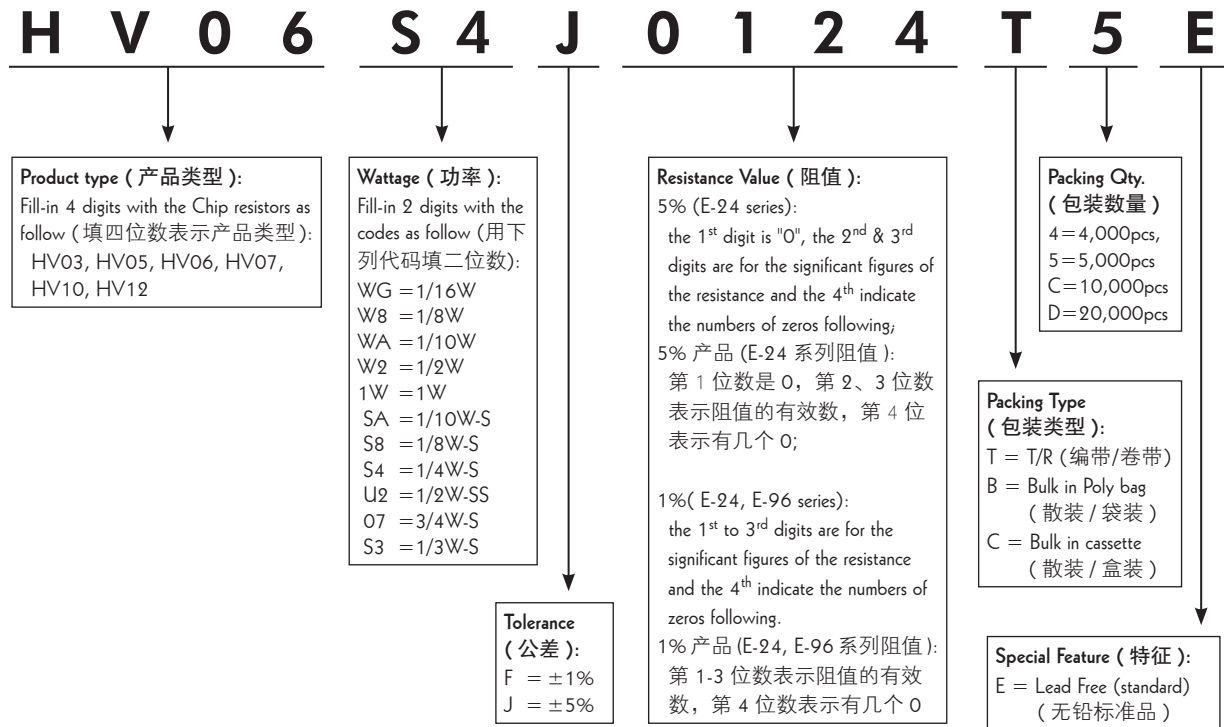 H V 0 6 S 4 J 0 1 2 4 T 5 E
Product type ( 产品类型 ):
Fill-in 4 digits with the Chip resistors as
follow ( 填四位数表示产品类型 ):
HV03, HV05, HV06, HV07,
HV10, HV12
Wattage ( 功率 ):
Fill-in 2 digits with the
codes as follow (用下
列代码填二位数):
WG =1/16W
W8 =1/8W
WA =1/10W
W2 =1/2W
1W =1W
SA =1/10W-S
S8 =1/8W-S
S4 =1/4W-S
U2 =1/2W-SS
07 =3/4W-S
S3 =1/3W-S
Tolerance
( 公差 ):
F = ±1%
J = ±5%
Resistance Value ( 阻值 ):
5% (E-24 series):
the 1st digit is "0", the 2nd & 3rd
digits are for the significant figures of
the resistance and the 4th indicate
the numbers of zeros following;
5% 产品 (E-24 系列阻值 ):
第 1 位数是 0，第 2、3 位数
表示阻值的有效数，第 4 位
表示有几个 0;
1%( E-24, E-96 series):
the 1st to 3rd digits are for the
significant figures of the resistance
and the 4th indicate the numbers of
zeros following.
1% 产品 (E-24, E-96 系列阻值 ):
第 1-3 位数表示阻值的有效
数，第 4 位数表示有几个 0
Packing Qty.
( 包装数量 )
4=4,000pcs,
5=5,000pcs
C=10,000pcs
D=20,000pcs
Packing Type
( 包装类型 ):
T = T/R (编带/卷带)
B = Bulk in Poly bag
( 散装 / 袋装 )
C = Bulk in cassette
( 散装 / 盒装 )
Special Feature ( 特征 ):
E = Lead Free (standard)
( 无铅标准品 )